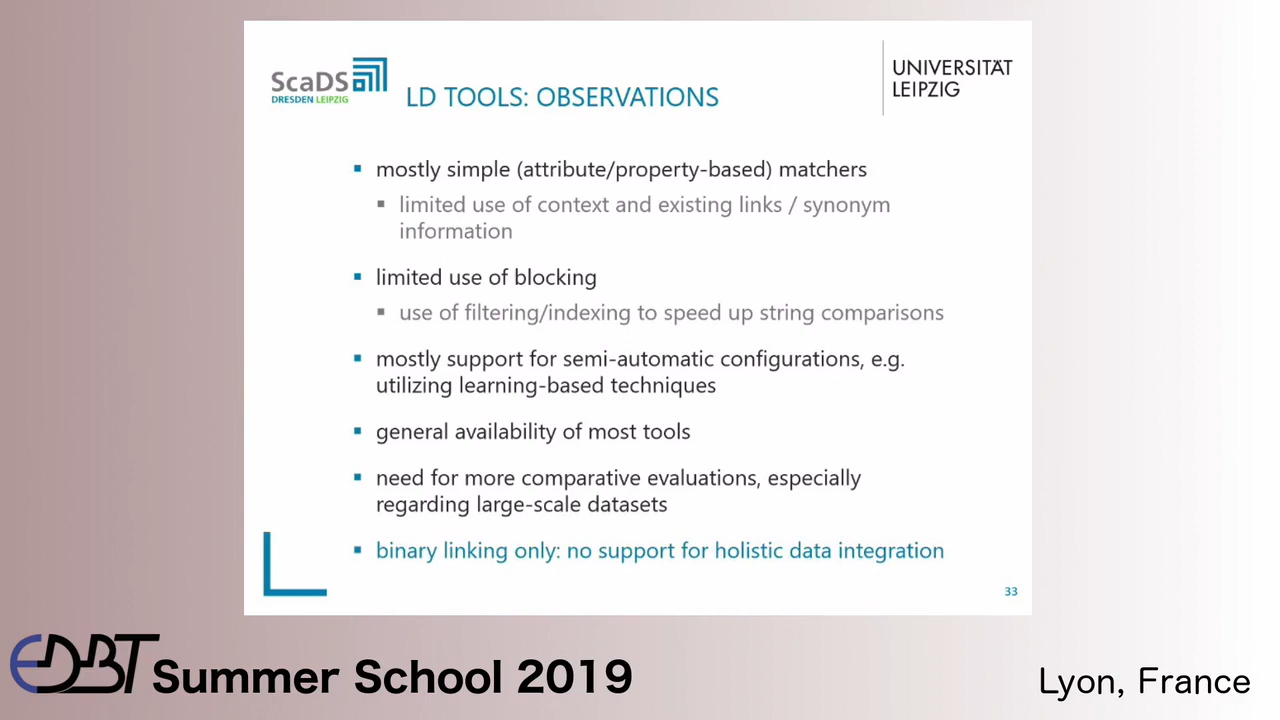 ScaDS
DRESDEN LEIPZIG
LD TOOLS: OBSERVATIONS
UNIVERSITÄT
LEIPZIG
mostly simple (attribute/property-based) matchers
limited use of context and existing links / synonym
information
limited use of blocking
use of filtering/indexing to speed up string comparisons
mostly support for semi-automatic configurations, e.g.
utilizing learning-based techniques
general availability of most tools
need for more comparative evaluations, especially
regarding large-scale datasets
binary linking only: no support for holistic data integration
33
EDBT Summer School 2019
Lyon, France